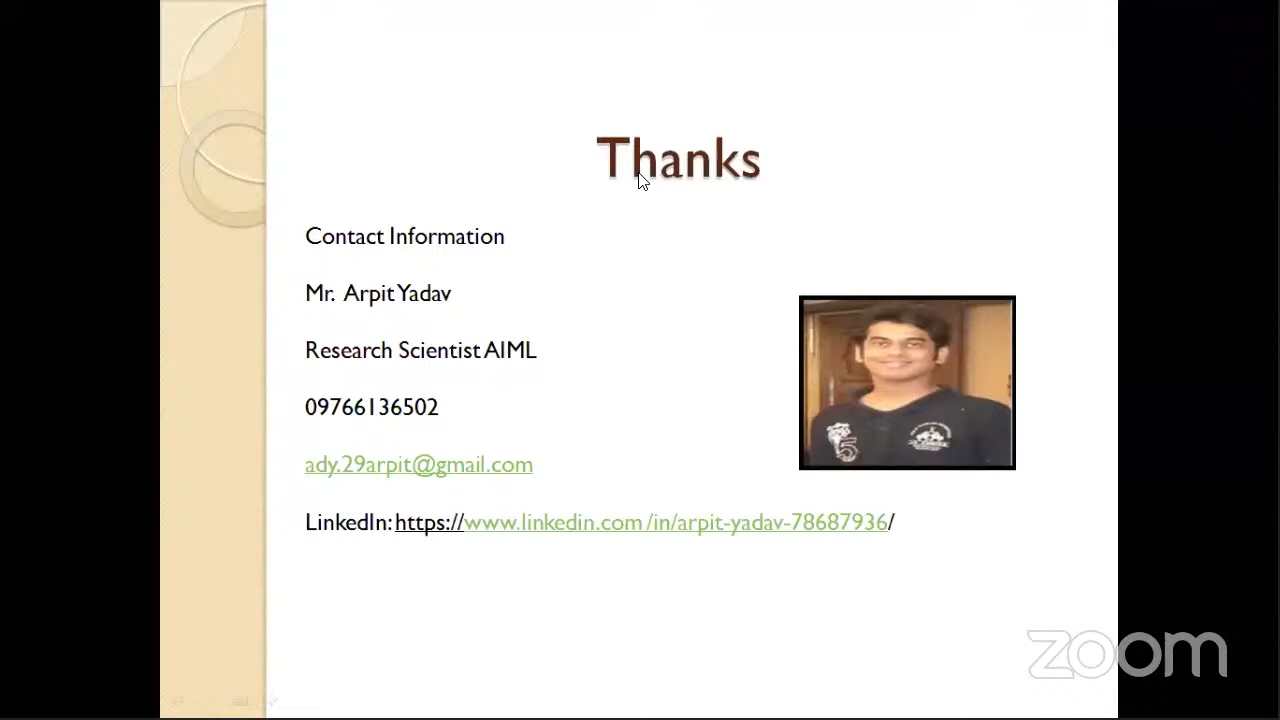 Thanks
Contact Information
Mr. Arpit Yadav
Research Scientist AIML
09766136502
ady.29arpit@gmail.com
LinkedIn: https://www.linkedin.com/in/arpit-yadav-78687936/
5
zoom